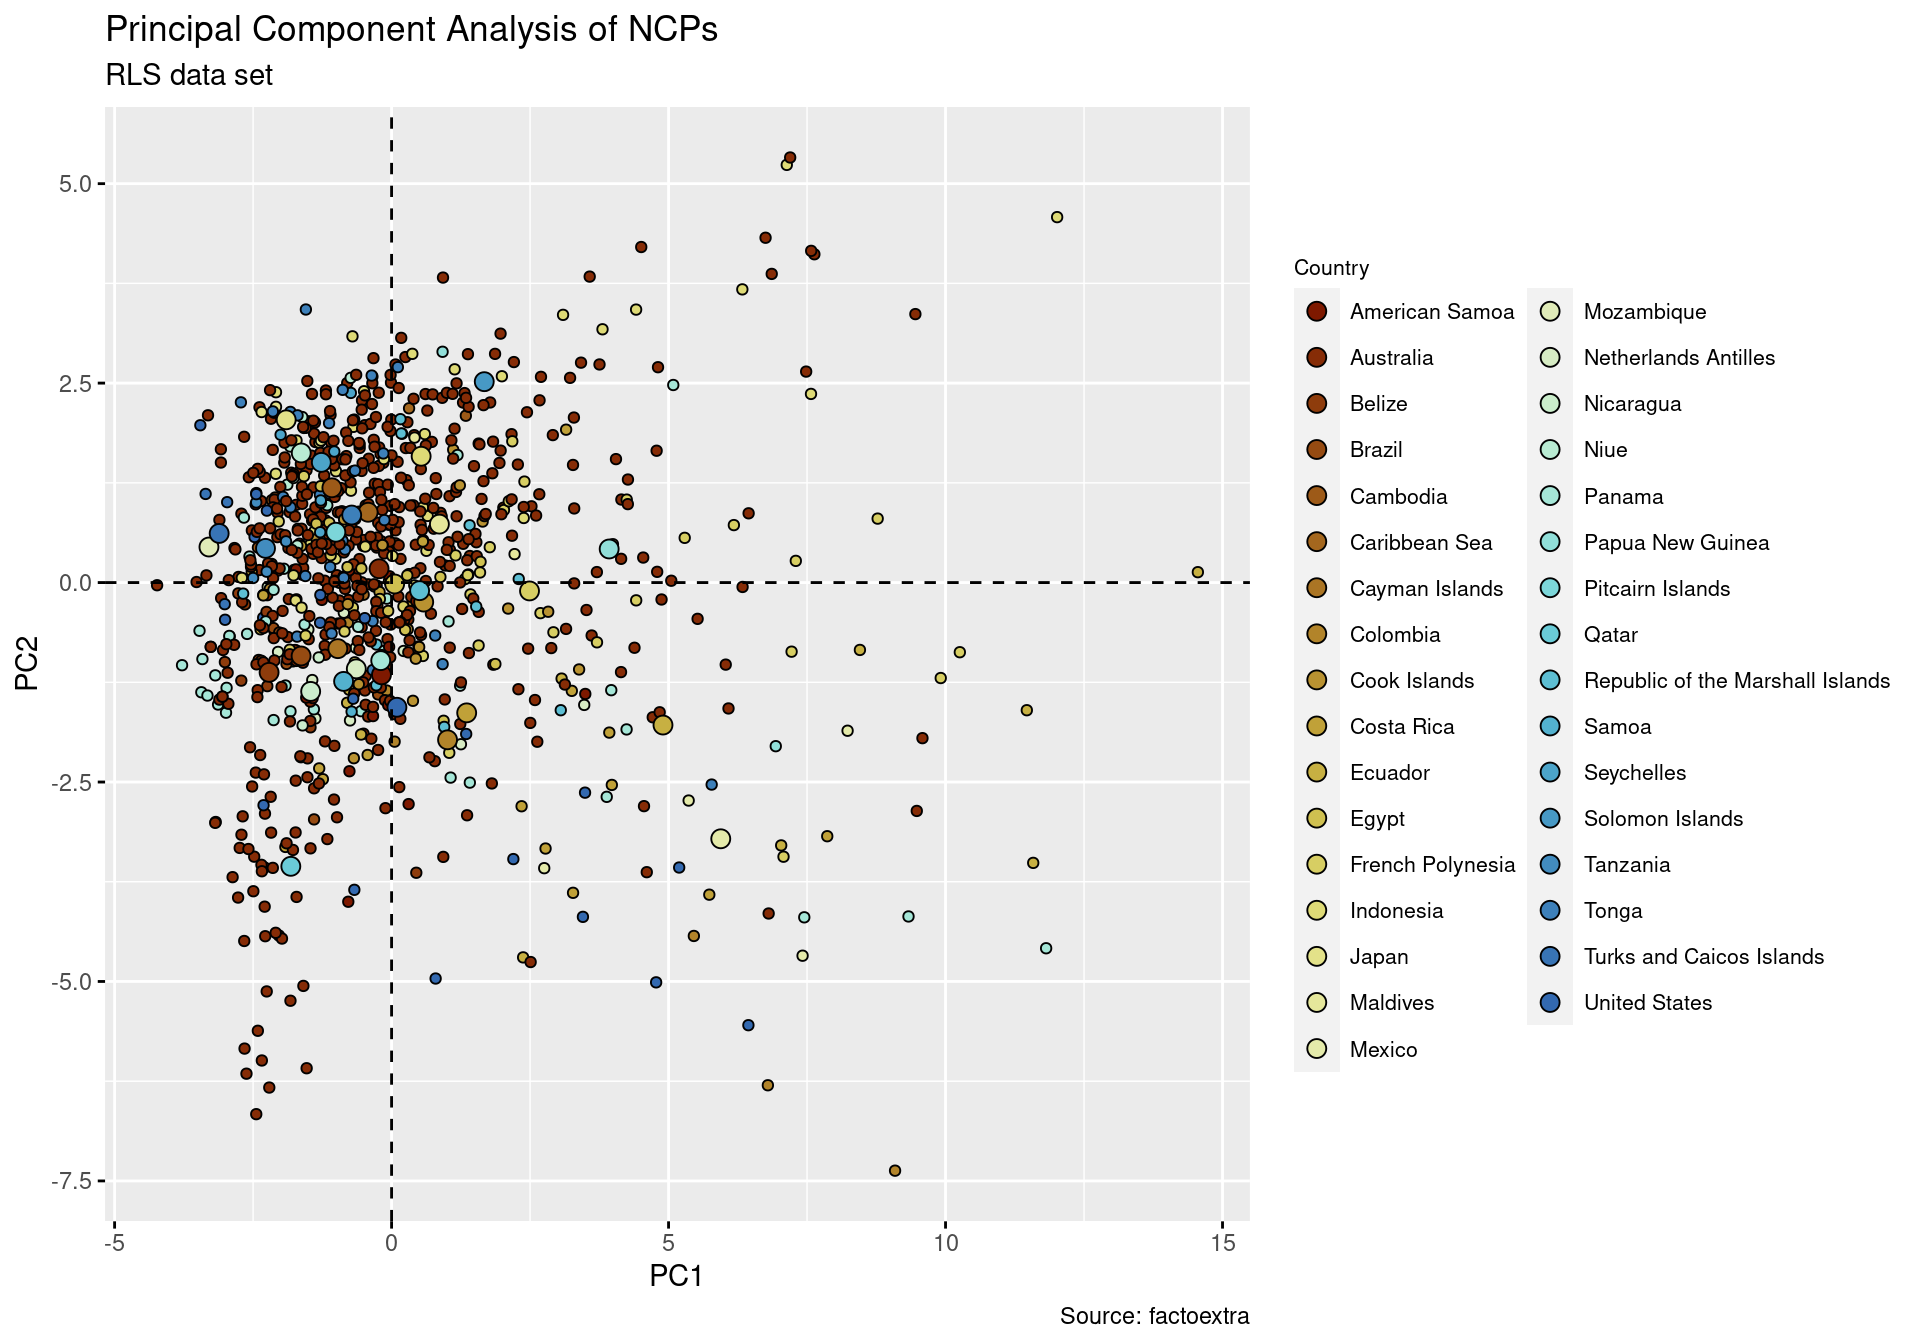 Principal Component Analysis of NCPs
RLS data set
5.0
2.5
0.0
-2.5
-5.0
-7.5
PC2
-5
0
5
10
15
PC1
Source: factoextra
Country
American Samoa
Australia
Belize
Brazil
Cambodia
Caribbean Sea
Cayman Islands
Colombia
Cook Islands
Costa Rica
Ecuador
Egypt
French Polynesia
Indonesia
Japan
Maldives
Mexico
Mozambique
Netherlands Antilles
Nicaragua
Niue
Panama
Papua New Guinea
Pitcairn Islands
Qatar
Republic of the Marshall Islands
Samoa
Seychelles
Solomon Islands
Tanzania
Tonga
Turks and Caicos Islands
United States